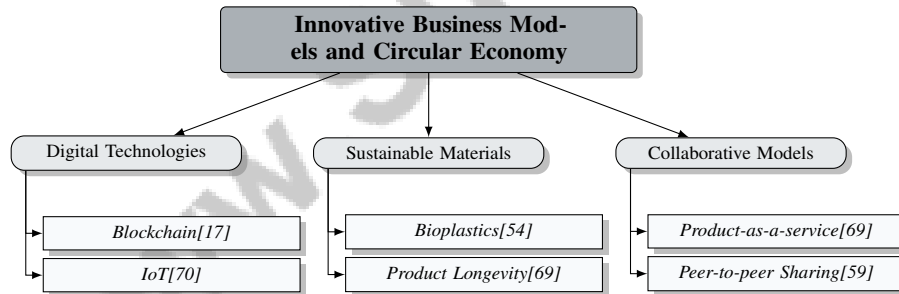 Innovative Business Mod-
els and Circular Economy
Digital Technologies
Sustainable Materials
Collaborative Models
Blockchain[17]
Bioplastics[54]
Product-as-a-service[69]
IoT[70]
Product Longevity[69]
Peer-to-peer Sharing[59]